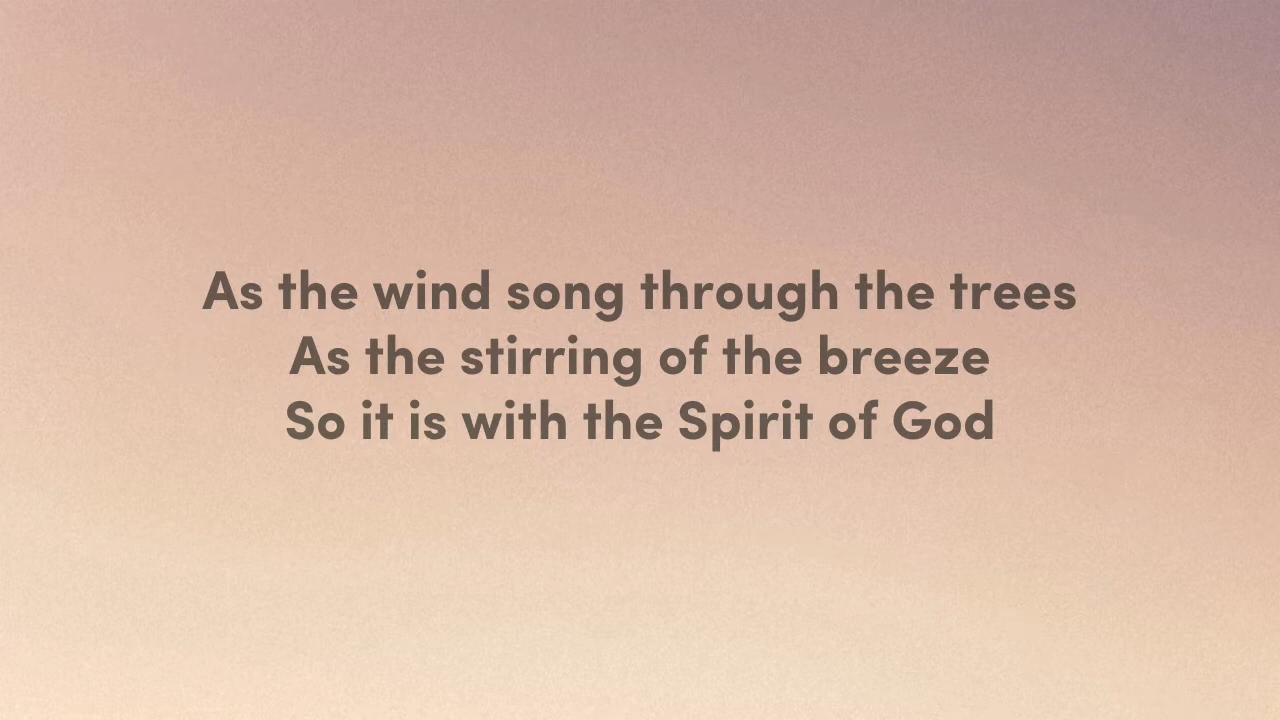 As the wind song through the trees
As the stirring of the breeze
So it is with the Spirit of God